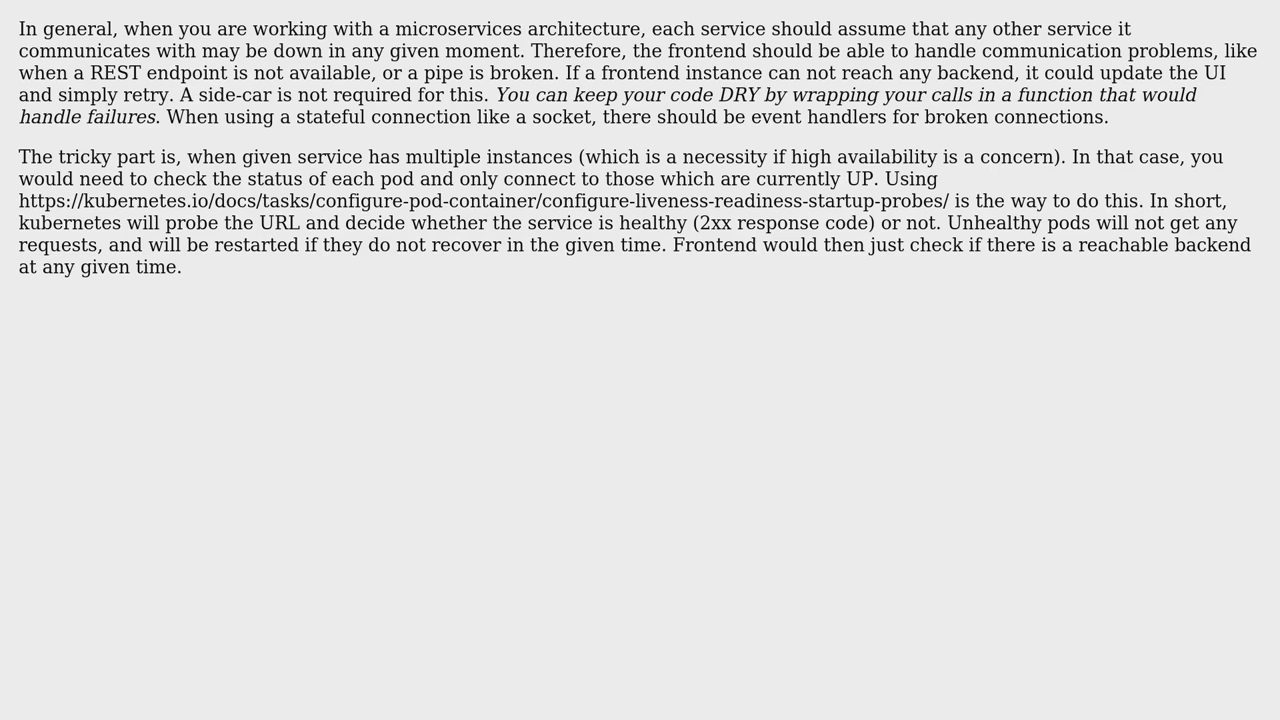 In general, when you are working with a microservices architecture, each service should assume that any other service it
communicates with may be down in any given moment. Therefore, the frontend should be able to handle communication problems, like
when a REST endpoint is not available, or a pipe is broken. If a frontend instance can not reach any backend, it could update the UI
and simply retry. A side-car is not required for this. You can keep your code DRY by wrapping your calls in a function that would
handle failures. When using a stateful connection like a socket, there should be event handlers for broken connections.
The tricky part is, when given service has multiple instances (which is a necessity if high availability is a concern). In that case, you
would need to check the status of each pod and only connect to those which are currently UP. Using
https://kubernetes.io/docs/tasks/configure-pod-container/configure-liveness-readiness-startup-probes/ is the way to do this. In short,
kubernetes will probe the URL and decide whether the service is healthy (2xx response code) or not. Unhealthy pods will not get any
requests, and will be restarted if they do not recover in the given time. Frontend would then just check if there is a reachable backend
at any given time.